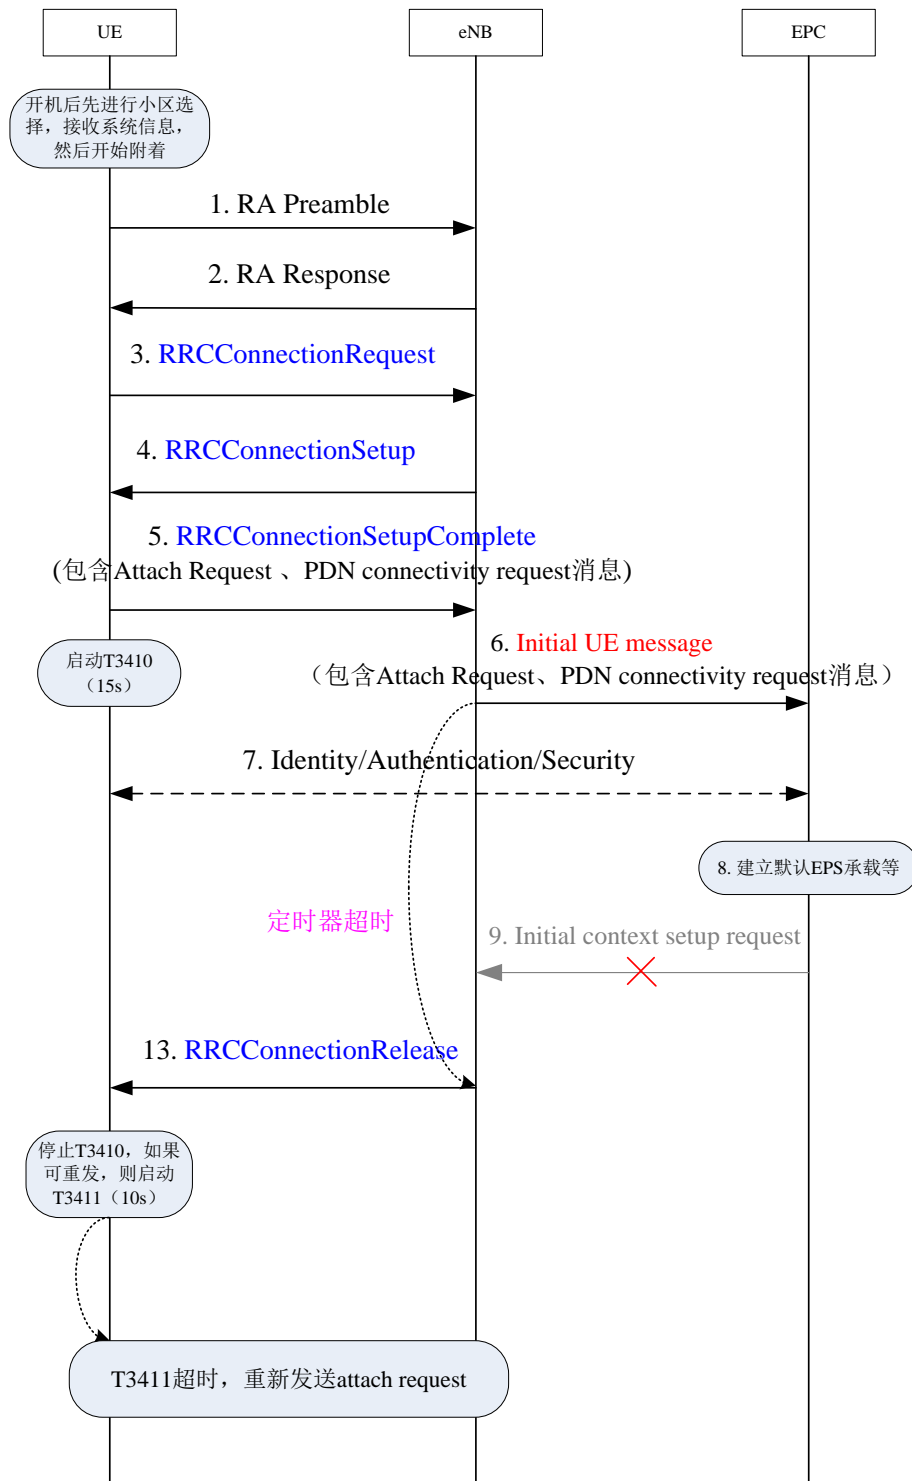 UE
eNB
EPC
开机后先进行小区选
择，接收系统信息，
然后开始附着
1. RA Preamble
2. RA Response
3. RRCConnectionRequest
4. RRCConnectionSetup
5. RRCConnectionSetupComplete
(包含Attach Request 、PDN connectivity request消息)
启动T3410
（15s）
6. Initial UE message
（包含Attach Request、PDN connectivity request消息）
7. Identity/Authentication/Security
8. 建立默认EPS承载等
定时器超时
9. Initial context setup request
13. RRCConnectionRelease
停止T3410，如果
可重发，则启动
T3411（10s）
T3411超时，重新发送attach request